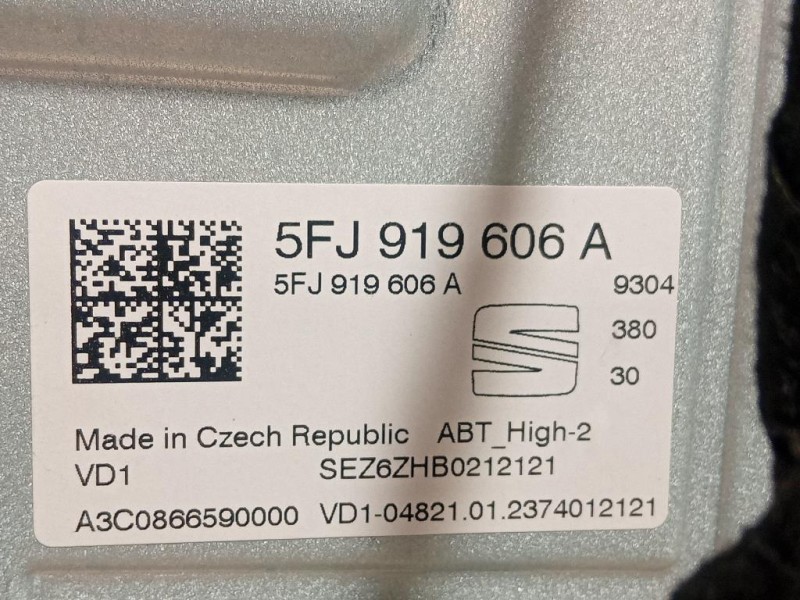 5FJ 919 606 A
5FJ 919 606 A 9304
380
30
Made in Czech Republic ABT_High-2
VD1 SEZ6ZHB0212121
A3C0866590000 VD1-04821.01.2374012121